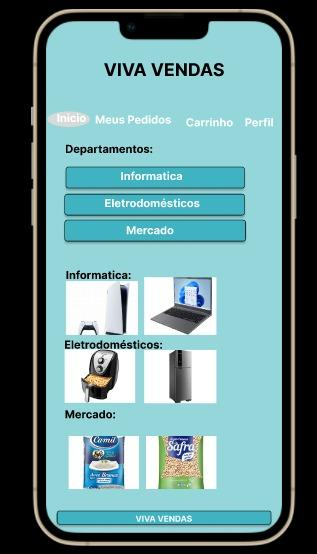 VIVA VENDAS
Inicio Meus Pedidos Carrinho Perfil
Departamentos:
Informatica
Eletrodomésticos
Mercado
Informatica:
Eletrodomésticos:
Mercado:
Camil
Safra
VIVA VENDAS